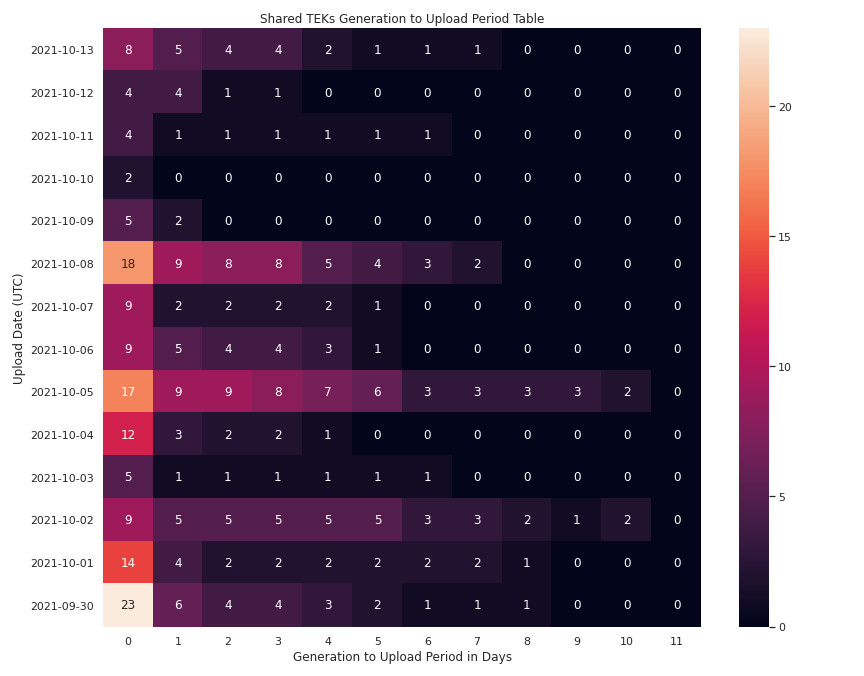 Shared TEKs Generation to Upload Period Table
2021-10-13 8 5 4 4 2 1 1 1 0 0 0 0
2021-10-12 4 4 1 1 0 0 0 0 0 0 0 0
2021-10-11 4 1 1 1 1 1 1 0 0 0 0 0
2021-10-10 2 0 0 0 0 0 0 0 0 0 0 0
2021-10-09 5 2 0 0 0 0 0 0 0 0 0 0
2021-10-08 18 9 8 8 5 4 3 2 0 0 0 0
2021-10-07 9 2 2 2 2 1 0 0 0 0 0 0
2021-10-06 9 5 4 4 3 1 0 0 0 0 0 0
2021-10-05 17 9 9 8 7 6 3 3 3 3 2 0
2021-10-04 12 3 2 2 1 0 0 0 0 0 0 0
2021-10-03 5 1 1 1 1 1 1 0 0 0 0 0
2021-10-02 9 5 5 5 5 5 3 3 2 1 2 0
2021-10-01 14 4 2 2 2 2 2 2 1 0 0 0
2021-09-30 23 6 4 4 3 2 1 1 1 0 0 0
0 1 2 3 4 5 6 7 8 9 10 11
Generation to Upload Period in Days
Upload Date (UTC)
20
15
10
5
0